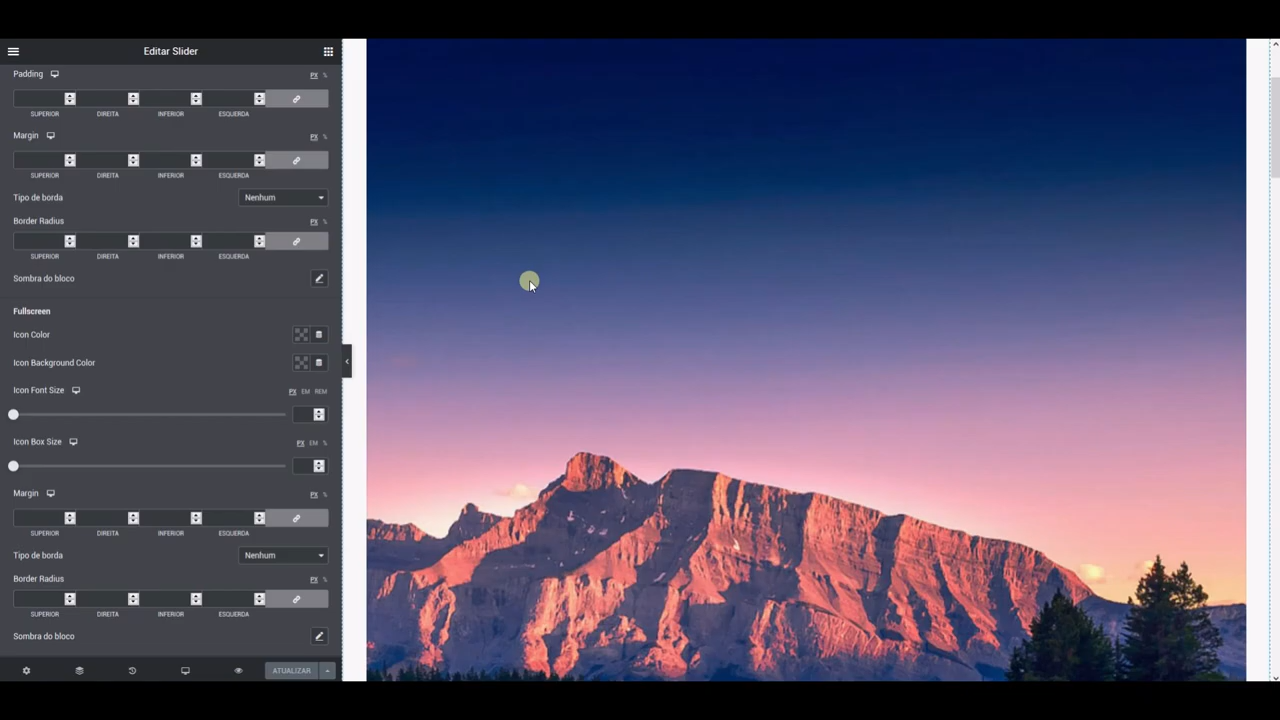 Editar Slider
Padding PX %
SUPERIOR DIREITA INFERIOR ESQUERDA
Margin PX %
SUPERIOR DIREITA INFERIOR ESQUERDA
Tipo de borda Nenhum
Border Radius PX %
SUPERIOR DIREITA INFERIOR ESQUERDA
Sombra do bloco
Fullscreen
Icon Color
Icon Background Color
Icon Font Size PX EM REM
Icon Box Size PX EM %
Margin PX %
SUPERIOR DIREITA INFERIOR ESQUERDA
Tipo de borda Nenhum
Border Radius PX %
SUPERIOR DIREITA INFERIOR ESQUERDA
Sombra do bloco
ATUALIZAR